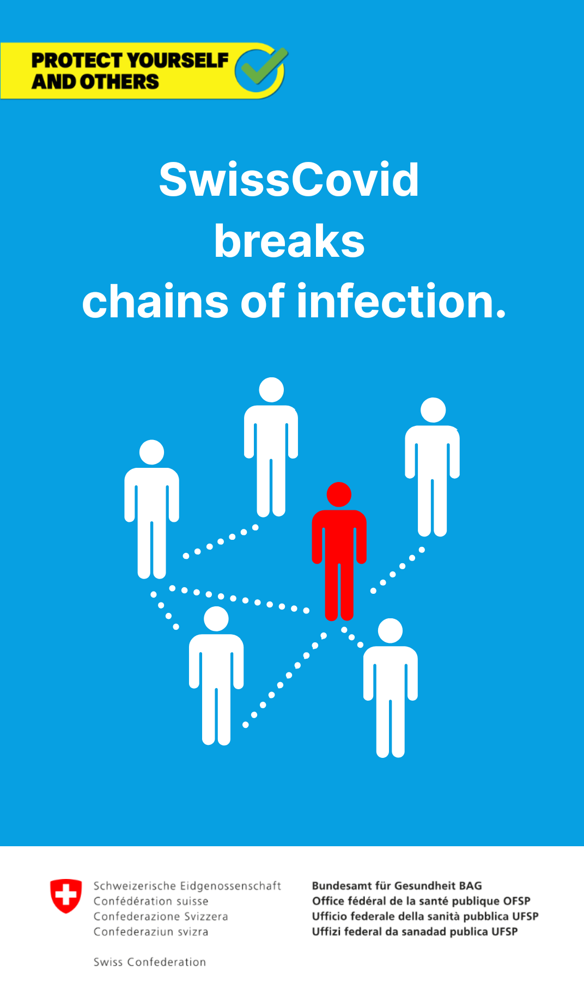 PROTECT YOURSELF
AND OTHERS
SwissCovid
breaks
chains of infection.
Schweizerische Eidgenossenschaft
Confédération suisse
Confederazione Svizzera
Confederaziun svizra
Swiss Confederation
Bundesamt für Gesundheit BAG
Office fédéral de la santé publique OFSP
Ufficio federale della sanità pubblica UFSP
Uffizi federal da sanadad publica UFSP